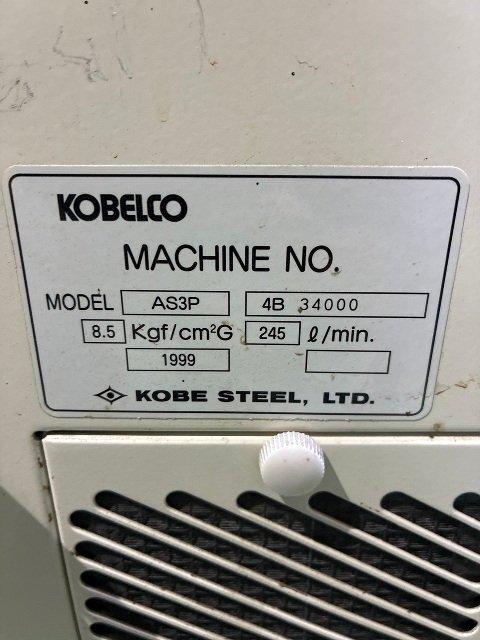 KOBELCO
MACHINE NO.
MODEL AS3P 4B 34000
8.5 Kgf/cm²G 245 ℓ/min.
1999
KOBE STEEL, LTD.